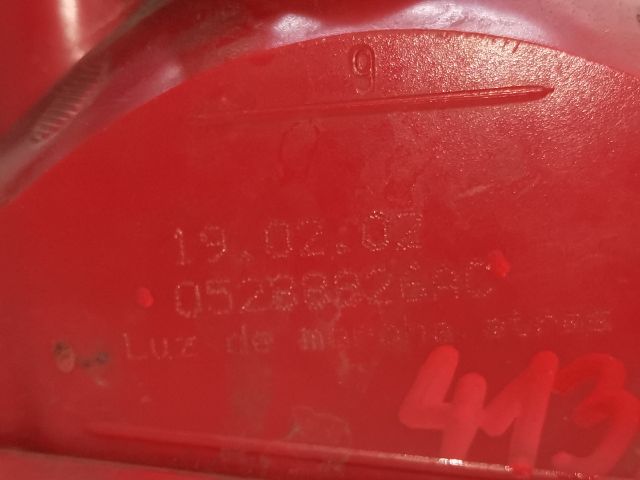 9
19.02.02
05288826AC
Luz de marcha atras
413